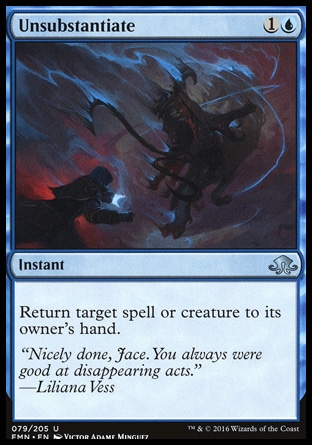 Unsubstantiate 1
Instant
Return target spell or creature to its
owner's hand.
“Nicely done, Jace. You always were
good at disappearing acts.”
—Liliana Vess
079/205 U
EMN • EN Victor Adame Minguez
™ & © 2016 Wizards of the Coast